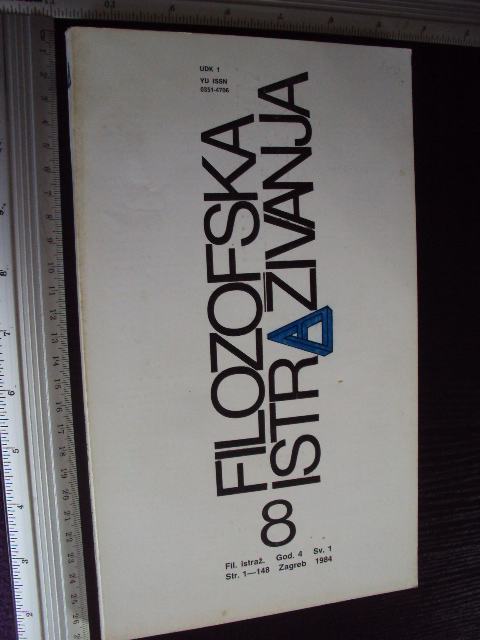 UDK 1
YU ISSN
0351-4706
FILOZOFSKA
ISTRAŽIVANJA
8
Fil. istraž. God. 4 Sv. 1
Str. 1—148 Zagreb 1984